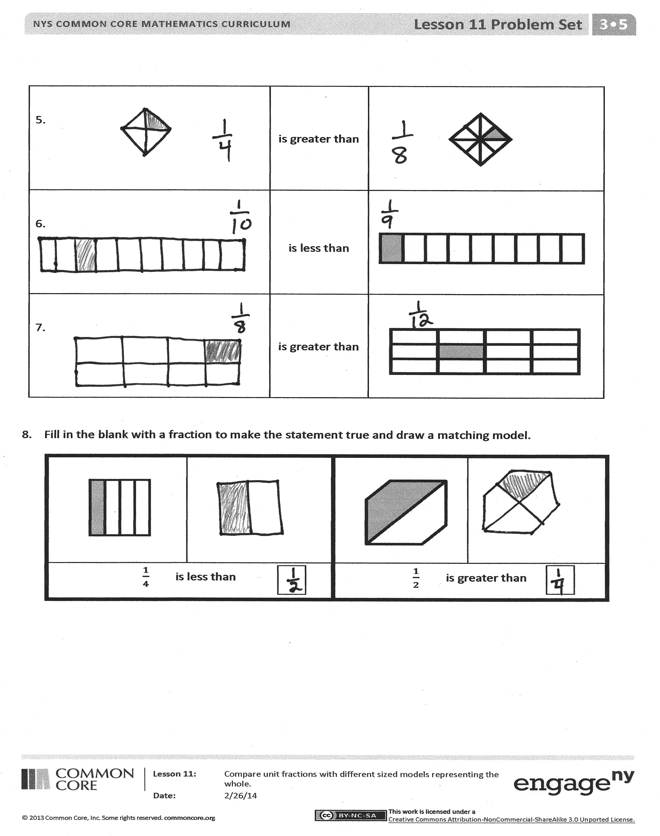 NYS COMMON CORE MATHEMATICS CURRICULUM Lesson 11 Problem Set 3•5
5. 1/4 is greater than 1/8
6. 1/10 is less than 1/9
7. 1/8 is greater than 1/12
8. Fill in the blank with a fraction to make the statement true and draw a matching model.
1/4 is less than 1/2 1/2 is greater than 1/4
COMMON CORE
Lesson 11: Compare unit fractions with different sized models representing the
whole.
Date: 2/26/14
engage ny
© 2013 Common Core, Inc. Some rights reserved. commoncore.org
(cc) BY-NC-SA This work is licensed under a
Creative Commons Attribution-NonCommercial-ShareAlike 3.0 Unported License.